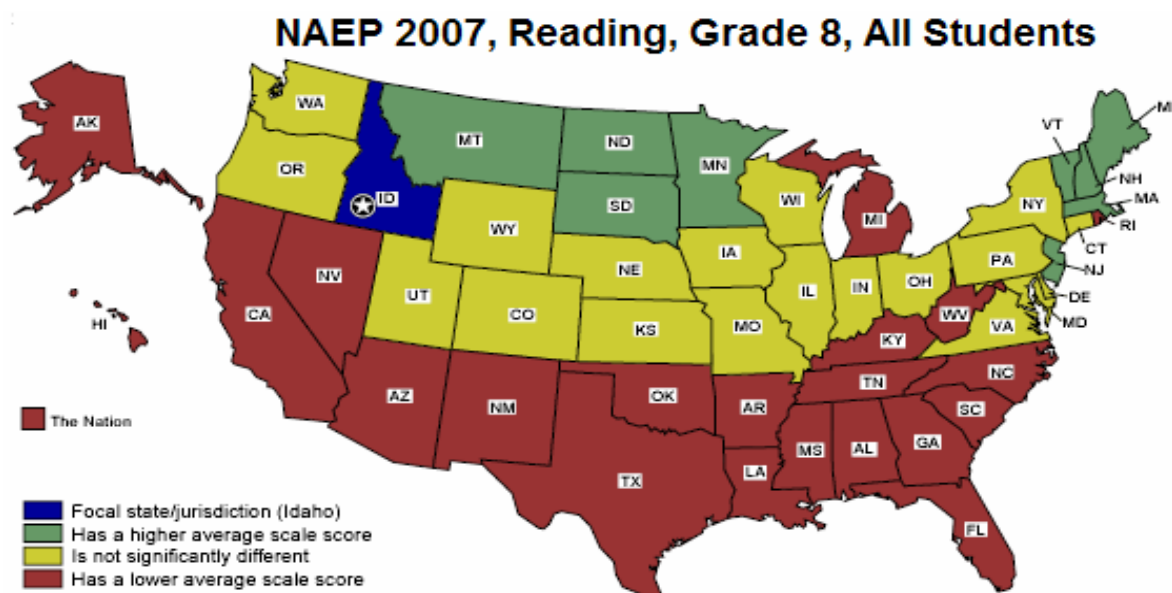 NAEP 2007, Reading, Grade 8, All Students
AK
WA
MT
ND
MN
VT
M
OR
ID
SD
WI
NY
NH
MA
WY
MI
RI
IA
PA
CT
NV
NE
NJ
UT
IL
IN
OH
DE
CA
CO
WV
MD
HI
KS
MO
VA
KY
AZ
NM
OK
AR
TN
NC
SC
The Nation
MS
AL
GA
LA
TX
FL
Focal state/jurisdiction (Idaho)
Has a higher average scale score
Is not significantly different
Has a lower average scale score